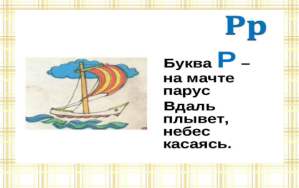 Рр
Буква Р –
на мачте
парус
Вдаль
плывет,
небес
касаясь.